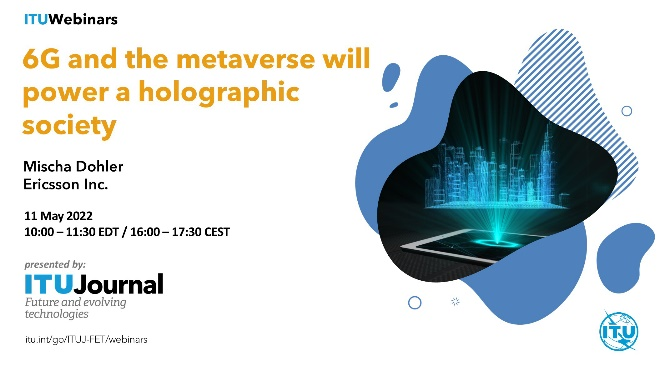 ITUWebinars
6G and the metaverse will
power a holographic
society
Mischa Dohler
Ericsson Inc.
11 May 2022
10:00 – 11:30 EDT / 16:00 – 17:30 CEST
presented by:
ITUJournal
Future and evolving
technologies
itu.int/go/ITUJ-FET/webinars
ITU